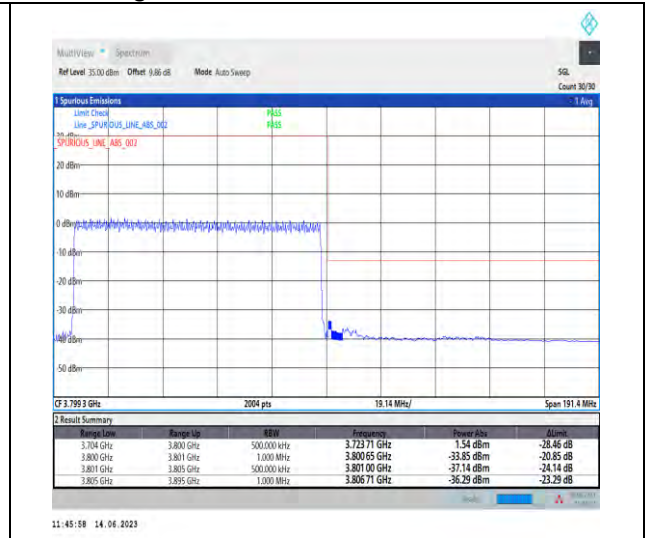 MultiView Spectrum
Ref Level 35.00 dBm Offset 9.86 dB Mode Auto Sweep SGL
Count 30/30
1 Spurious Emissions 1 Avg
Limit Check PASS
Line _SPURIOUS_LINE_ABS_002 PASS
30 dBm
_SPURIOUS_LINE_ABS_002
20 dBm
10 dBm
0 dBm
-10 dBm
-20 dBm
-30 dBm
-40 dBm
-50 dBm
CF 3.799 3 GHz 2004 pts 19.14 MHz/ Span 191.4 MHz
2 Result Summary
Range Low Range Up RBW Frequency Power Abs ΔLimit
3.704 GHz 3.800 GHz 500.000 kHz 3.723 71 GHz 1.54 dBm -28.46 dB
3.800 GHz 3.801 GHz 1.000 MHz 3.800 65 GHz -33.85 dBm -20.85 dB
3.801 GHz 3.805 GHz 500.000 kHz 3.801 00 GHz -37.14 dBm -24.14 dB
3.805 GHz 3.895 GHz 1.000 MHz 3.806 71 GHz -36.29 dBm -23.29 dB
11:45:58 14.06.2023